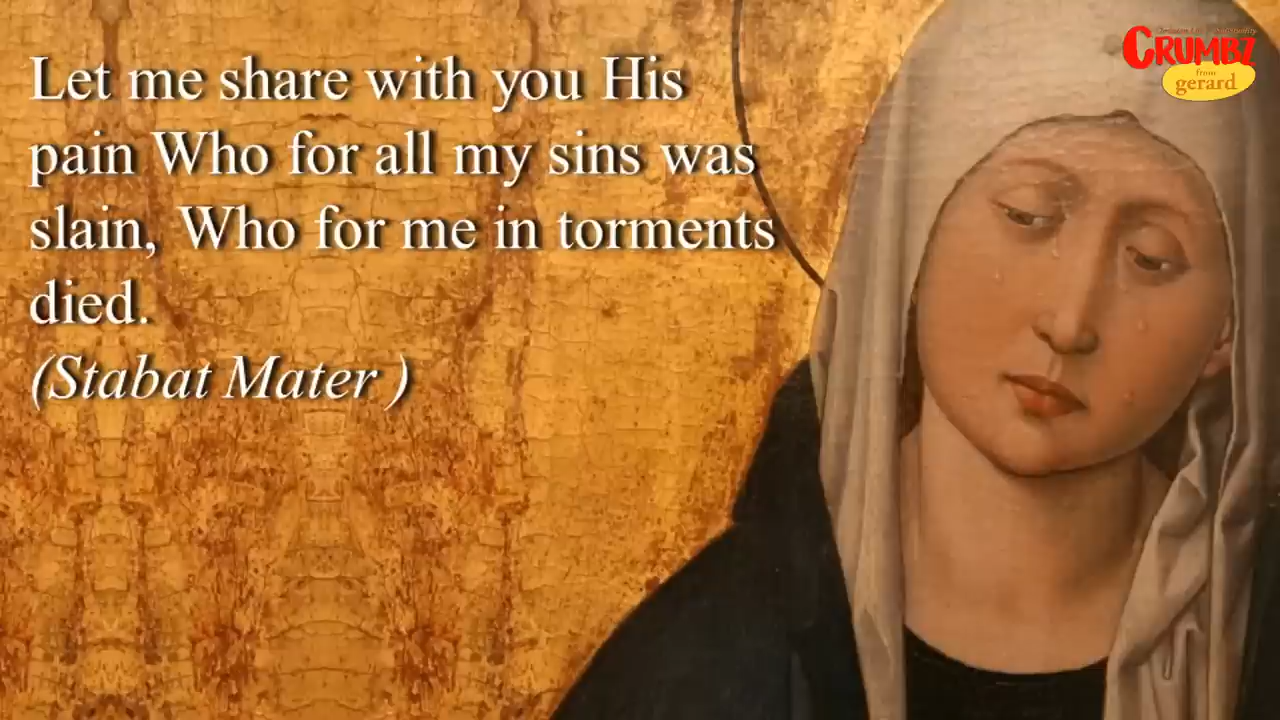 Let me share with you His
pain Who for all my sins was
slain, Who for me in torments
died.
(Stabat Mater )
CRUMBZ
from
gerard